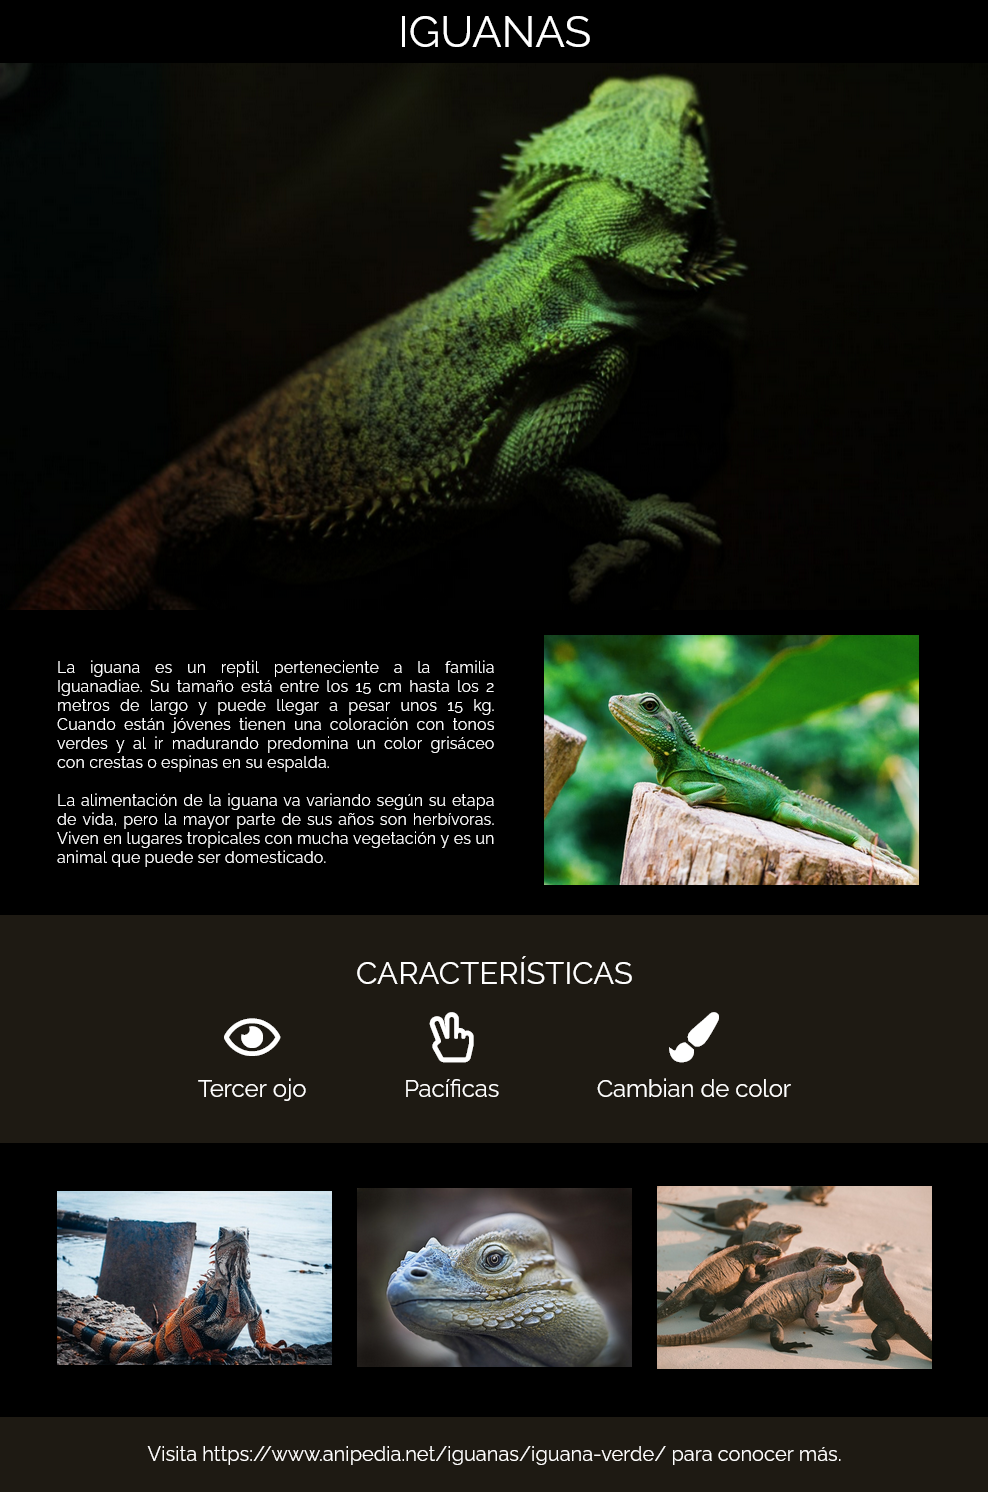 IGUANAS
La iguana es un reptil perteneciente a la familia
Iguanadiae. Su tamaño está entre los 15 cm hasta los 2
metros de largo y puede llegar a pesar unos 15 kg.
Cuando están jóvenes tienen una coloración con tonos
verdes y al ir madurando predomina un color grisáceo
con crestas o espinas en su espalda.
La alimentación de la iguana va variando según su etapa
de vida, pero la mayor parte de sus años son herbívoras.
Viven en lugares tropicales con mucha vegetación y es un
animal que puede ser domesticado.
CARACTERÍSTICAS
Tercer ojo
Pacíficas
Cambian de color
Visita https://www.anipedia.net/iguanas/iguana-verde/ para conocer más.